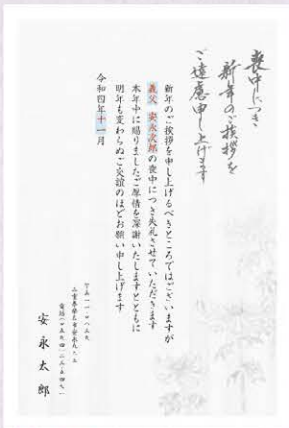 喪中につき
新年のご挨拶を
ご遠慮申し上げます
新年のご挨拶を申し上げるべきところではございますが
義父 安永次郎の喪中につき失礼させていただきます
本年中に賜りましたご厚情を深謝いたしますとともに
明年も変わらぬご交誼のほどお願い申し上げます
令和四年十一月
安永太郎